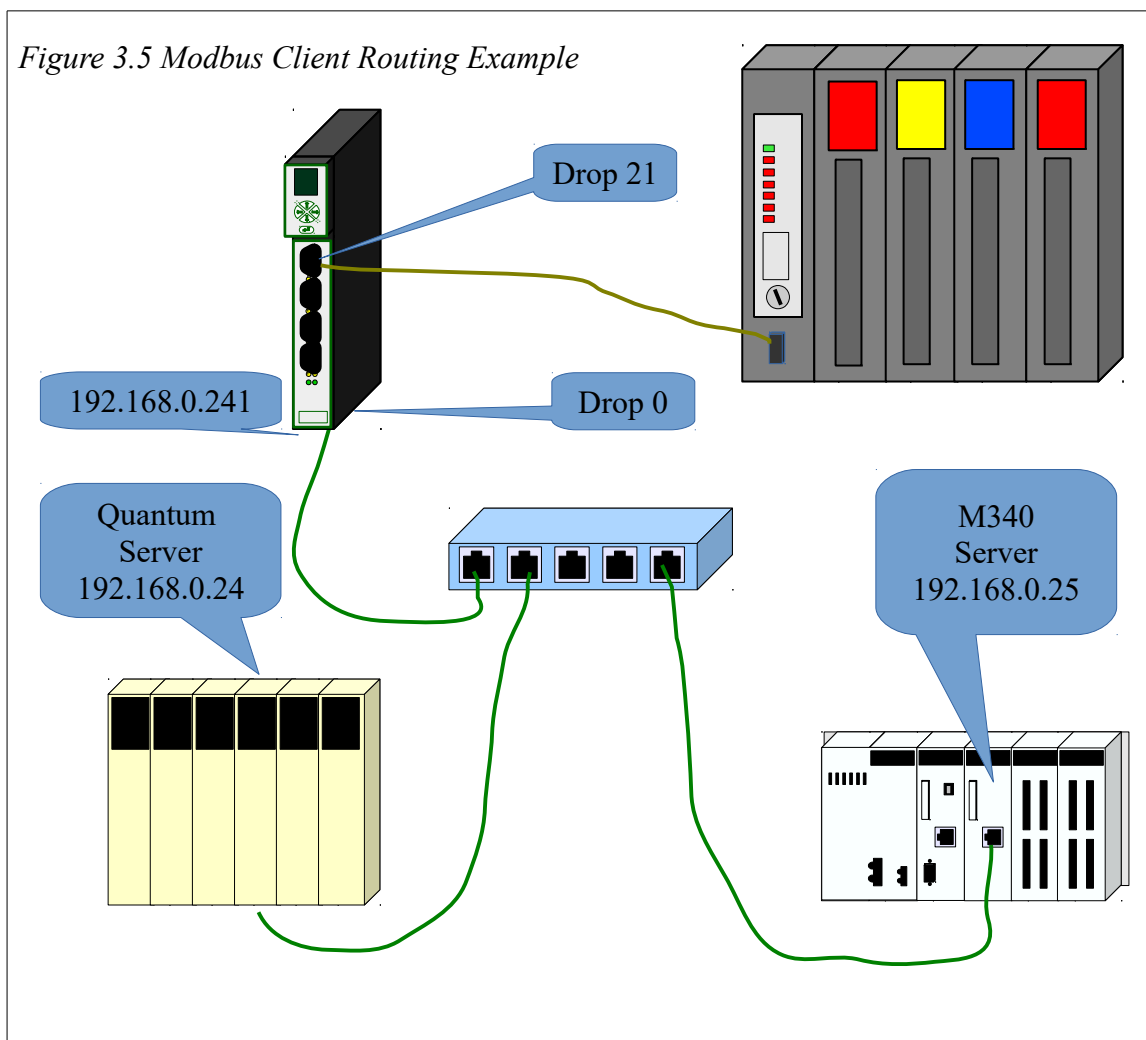 Figure 3.5 Modbus Client Routing Example
Drop 21
192.168.0.241
Drop 0
Quantum
Server
192.168.0.24
M340
Server
192.168.0.25